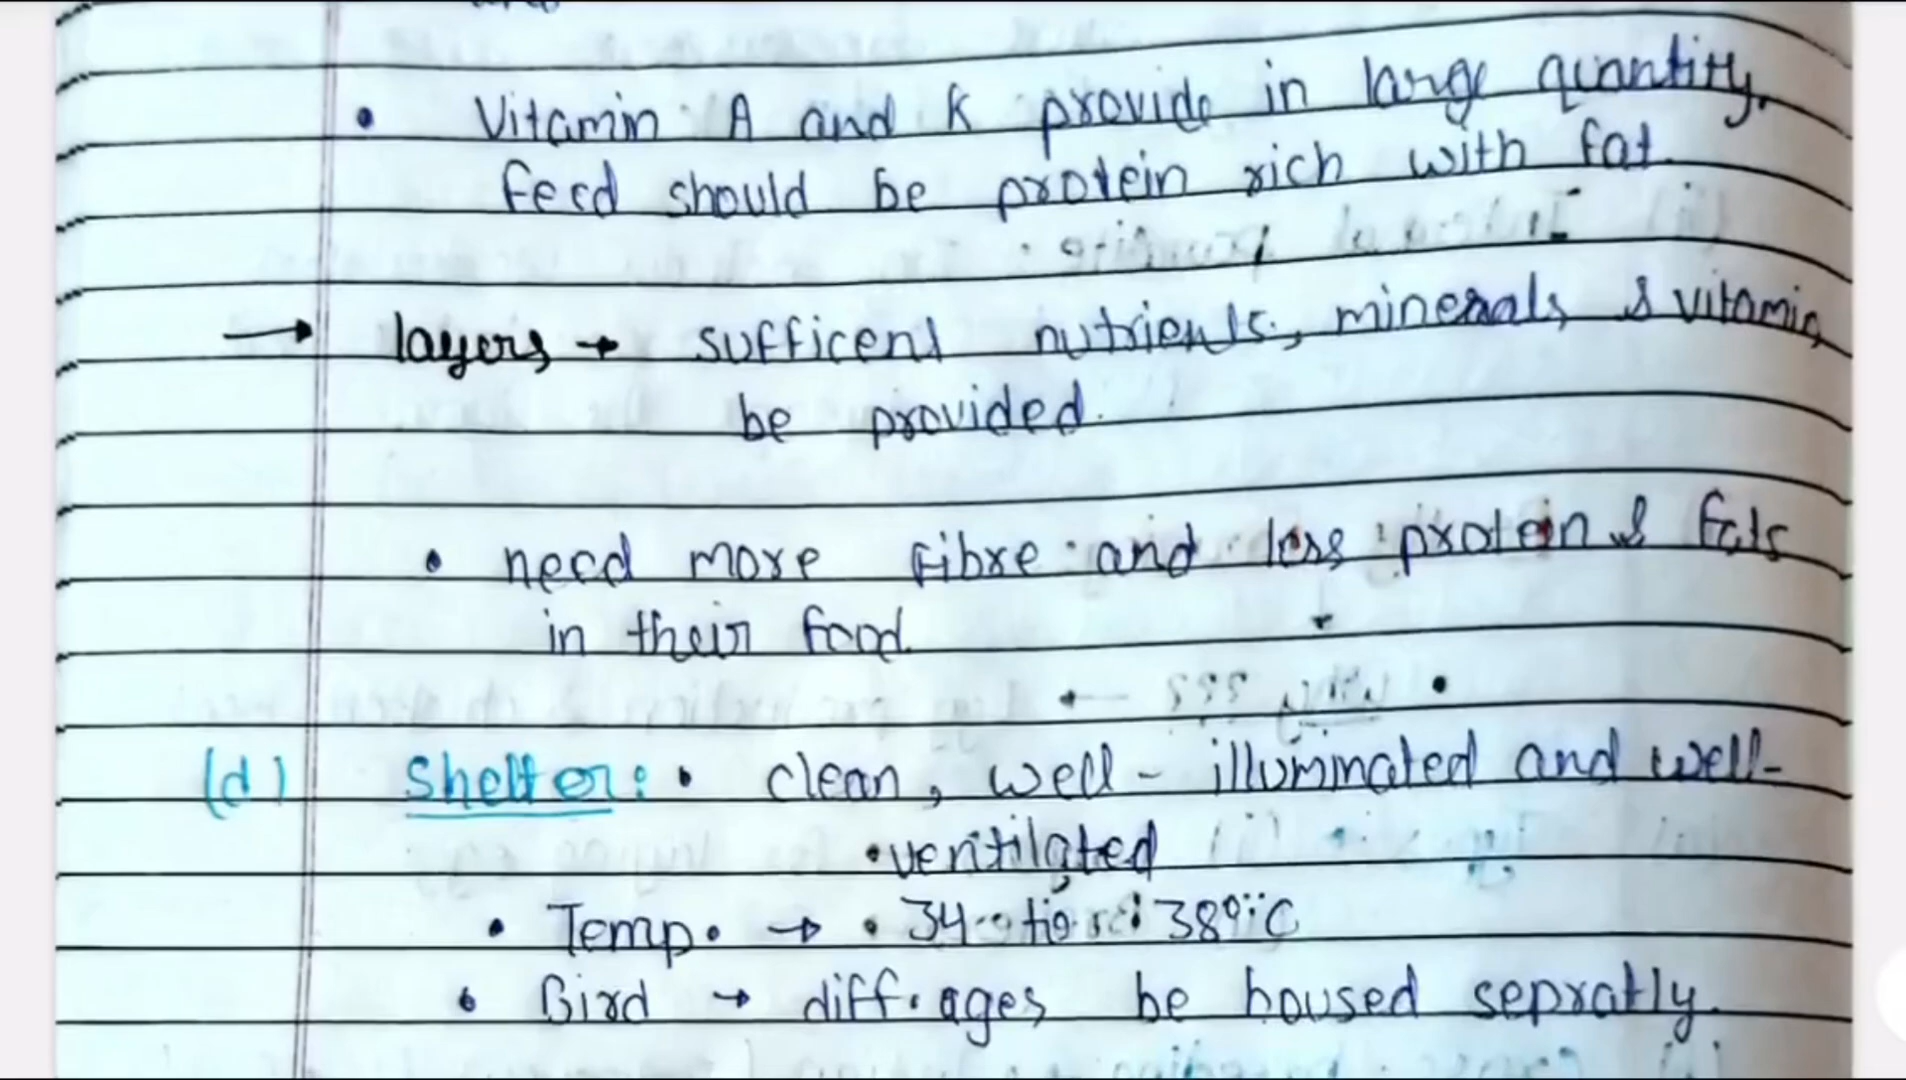 • Vitamin A and K provide in large quantity.
feed should be protein rich with fat.
→ layers → sufficent nutrients, minerals & vitamins
be provided.
• need more fibre and less protein & fats
in their food.
(d) Shelter: • clean, well-illuminated and well-
ventilated
• Temp. → 34 to 38°C
• Bird → diff. ages be housed sepratly.